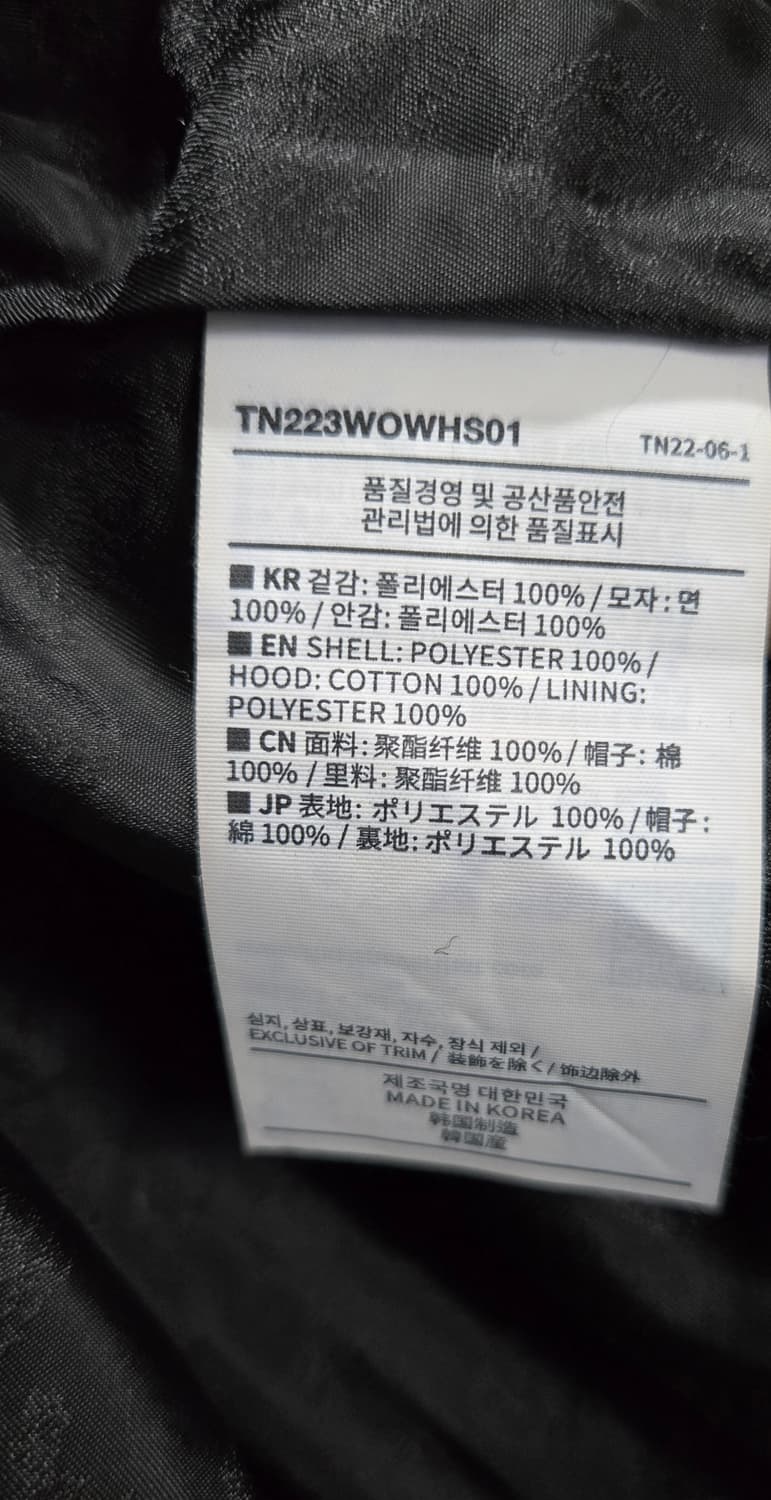 TN223WOWHS01
TN22-06-1
품질경영 및 공산품안전
관리법에 의한 품질표시
■ KR 겉감: 폴리에스터 100% / 모자 : 면
100% / 안감: 폴리에스터 100%
■ EN SHELL: POLYESTER 100% /
HOOD: COTTON 100% / LINING:
POLYESTER 100%
■ CN 面料: 聚酯纤维 100% / 帽子: 棉
100% / 里料: 聚酯纤维 100%
■ JP 表地: ポリエステル 100% / 帽子 :
綿 100% / 裏地: ポリエステル 100%
심지, 상표, 보강재, 자수, 장식 제외 /
EXCLUSIVE OF TRIM / 装飾を除く / 饰边除外
제조국명 대한민국
MADE IN KOREA
韩国制造
韓国産